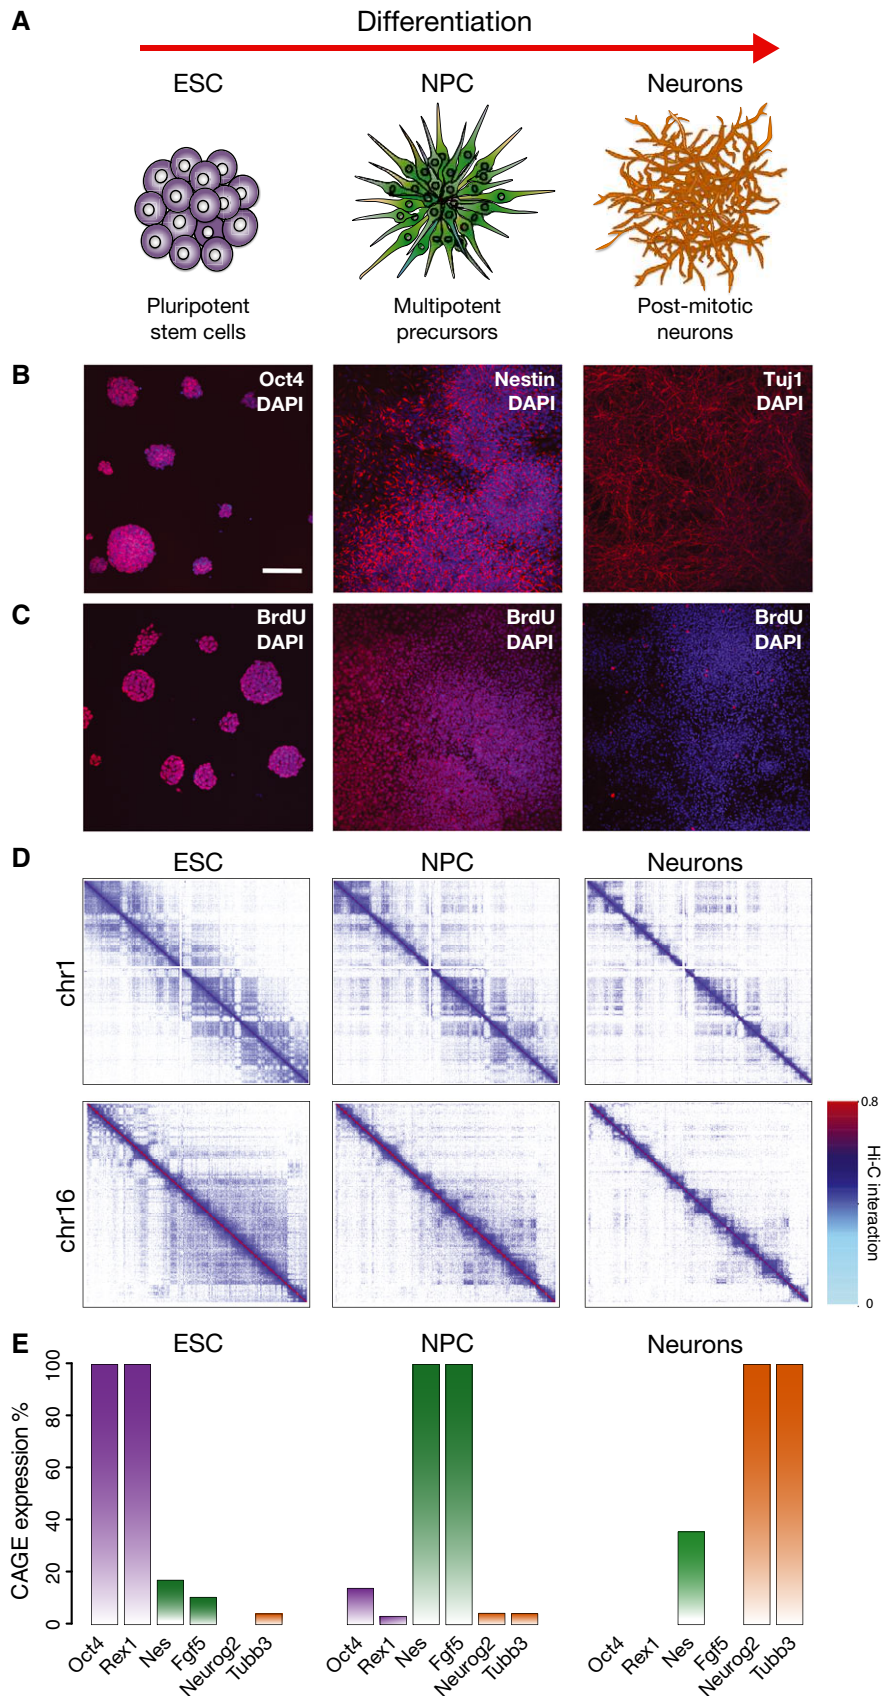 A
Differentiation
ESC
NPC
Neurons
Pluripotent
stem cells
Multipotent
precursors
Post-mitotic
neurons
B
Oct4
DAPI
Nestin
DAPI
Tuj1
DAPI
C
BrdU
DAPI
BrdU
DAPI
BrdU
DAPI
D
ESC
NPC
Neurons
chr1
chr16
0.8
Hi-C interaction
0
E
ESC
NPC
Neurons
CAGE expression %
100
80
60
40
20
0
Oct4
Rex1
Nes
Fgf5
Neurog2
Tubb3
Oct4
Rex1
Nes
Fgf5
Neurog2
Tubb3
Oct4
Rex1
Nes
Fgf5
Neurog2
Tubb3